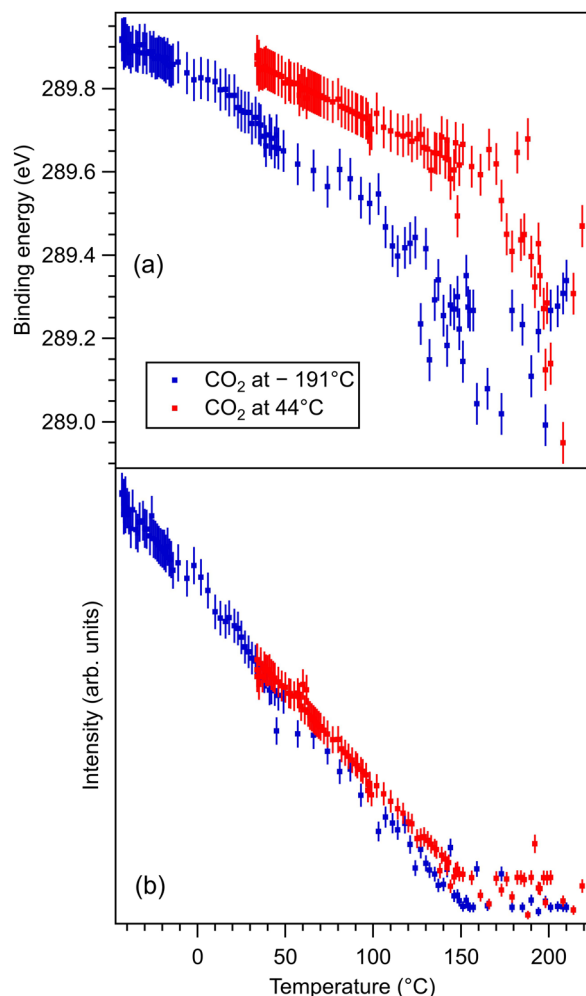 (a)
Binding energy (eV)
289.8
289.6
289.4
289.2
289.0
CO₂ at − 191°C
CO₂ at 44°C
(b)
Intensity (arb. units)
0
50
100
150
200
Temperature (°C)